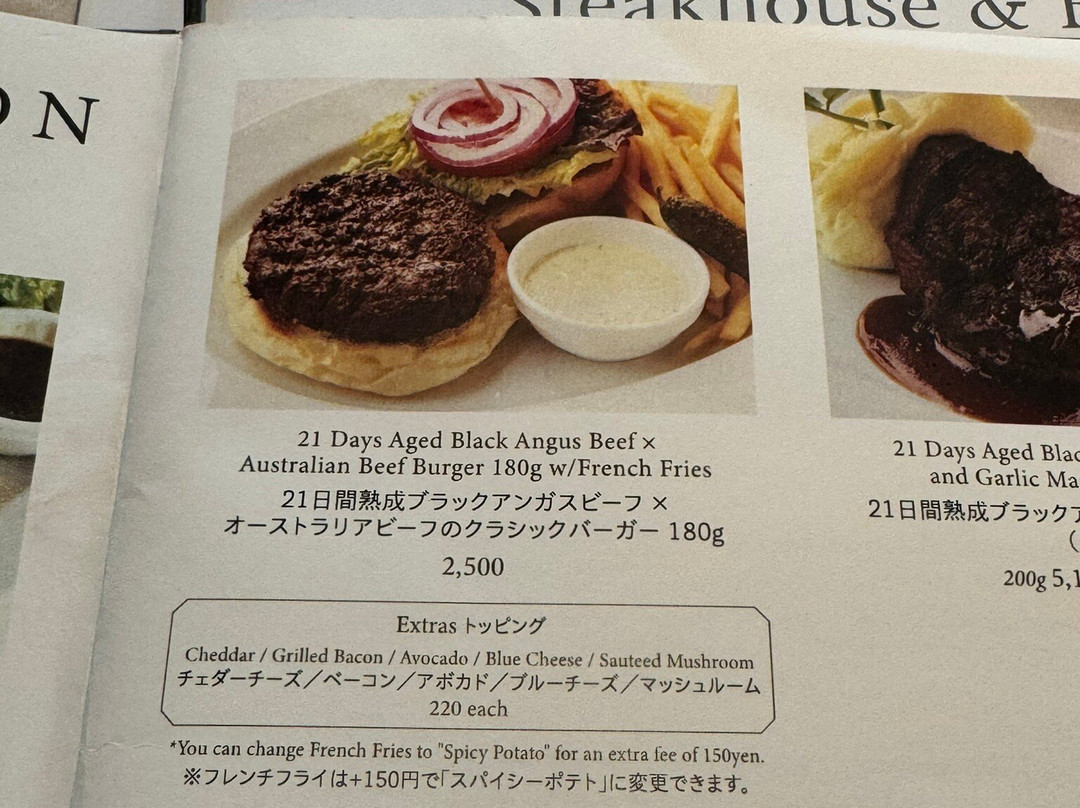 Steakhouse &
ON
21 Days Aged Black Angus Beef ×
Australian Beef Burger 180g w/French Fries
21日間熟成ブラックアンガスビーフ ×
オーストラリアビーフのクラシックバーガー 180g
2,500
Extras トッピング
Cheddar / Grilled Bacon / Avocado / Blue Cheese / Sauteed Mushroom
チェダーチーズ／ベーコン／アボカド／ブルーチーズ／マッシュルーム
220 each
*You can change French Fries to "Spicy Potato" for an extra fee of 150yen.
※フレンチフライは+150円で「スパイシーポテト」に変更できます。
21 Days Aged
and Garlic
21日間熟成ブラック
200g 5,1